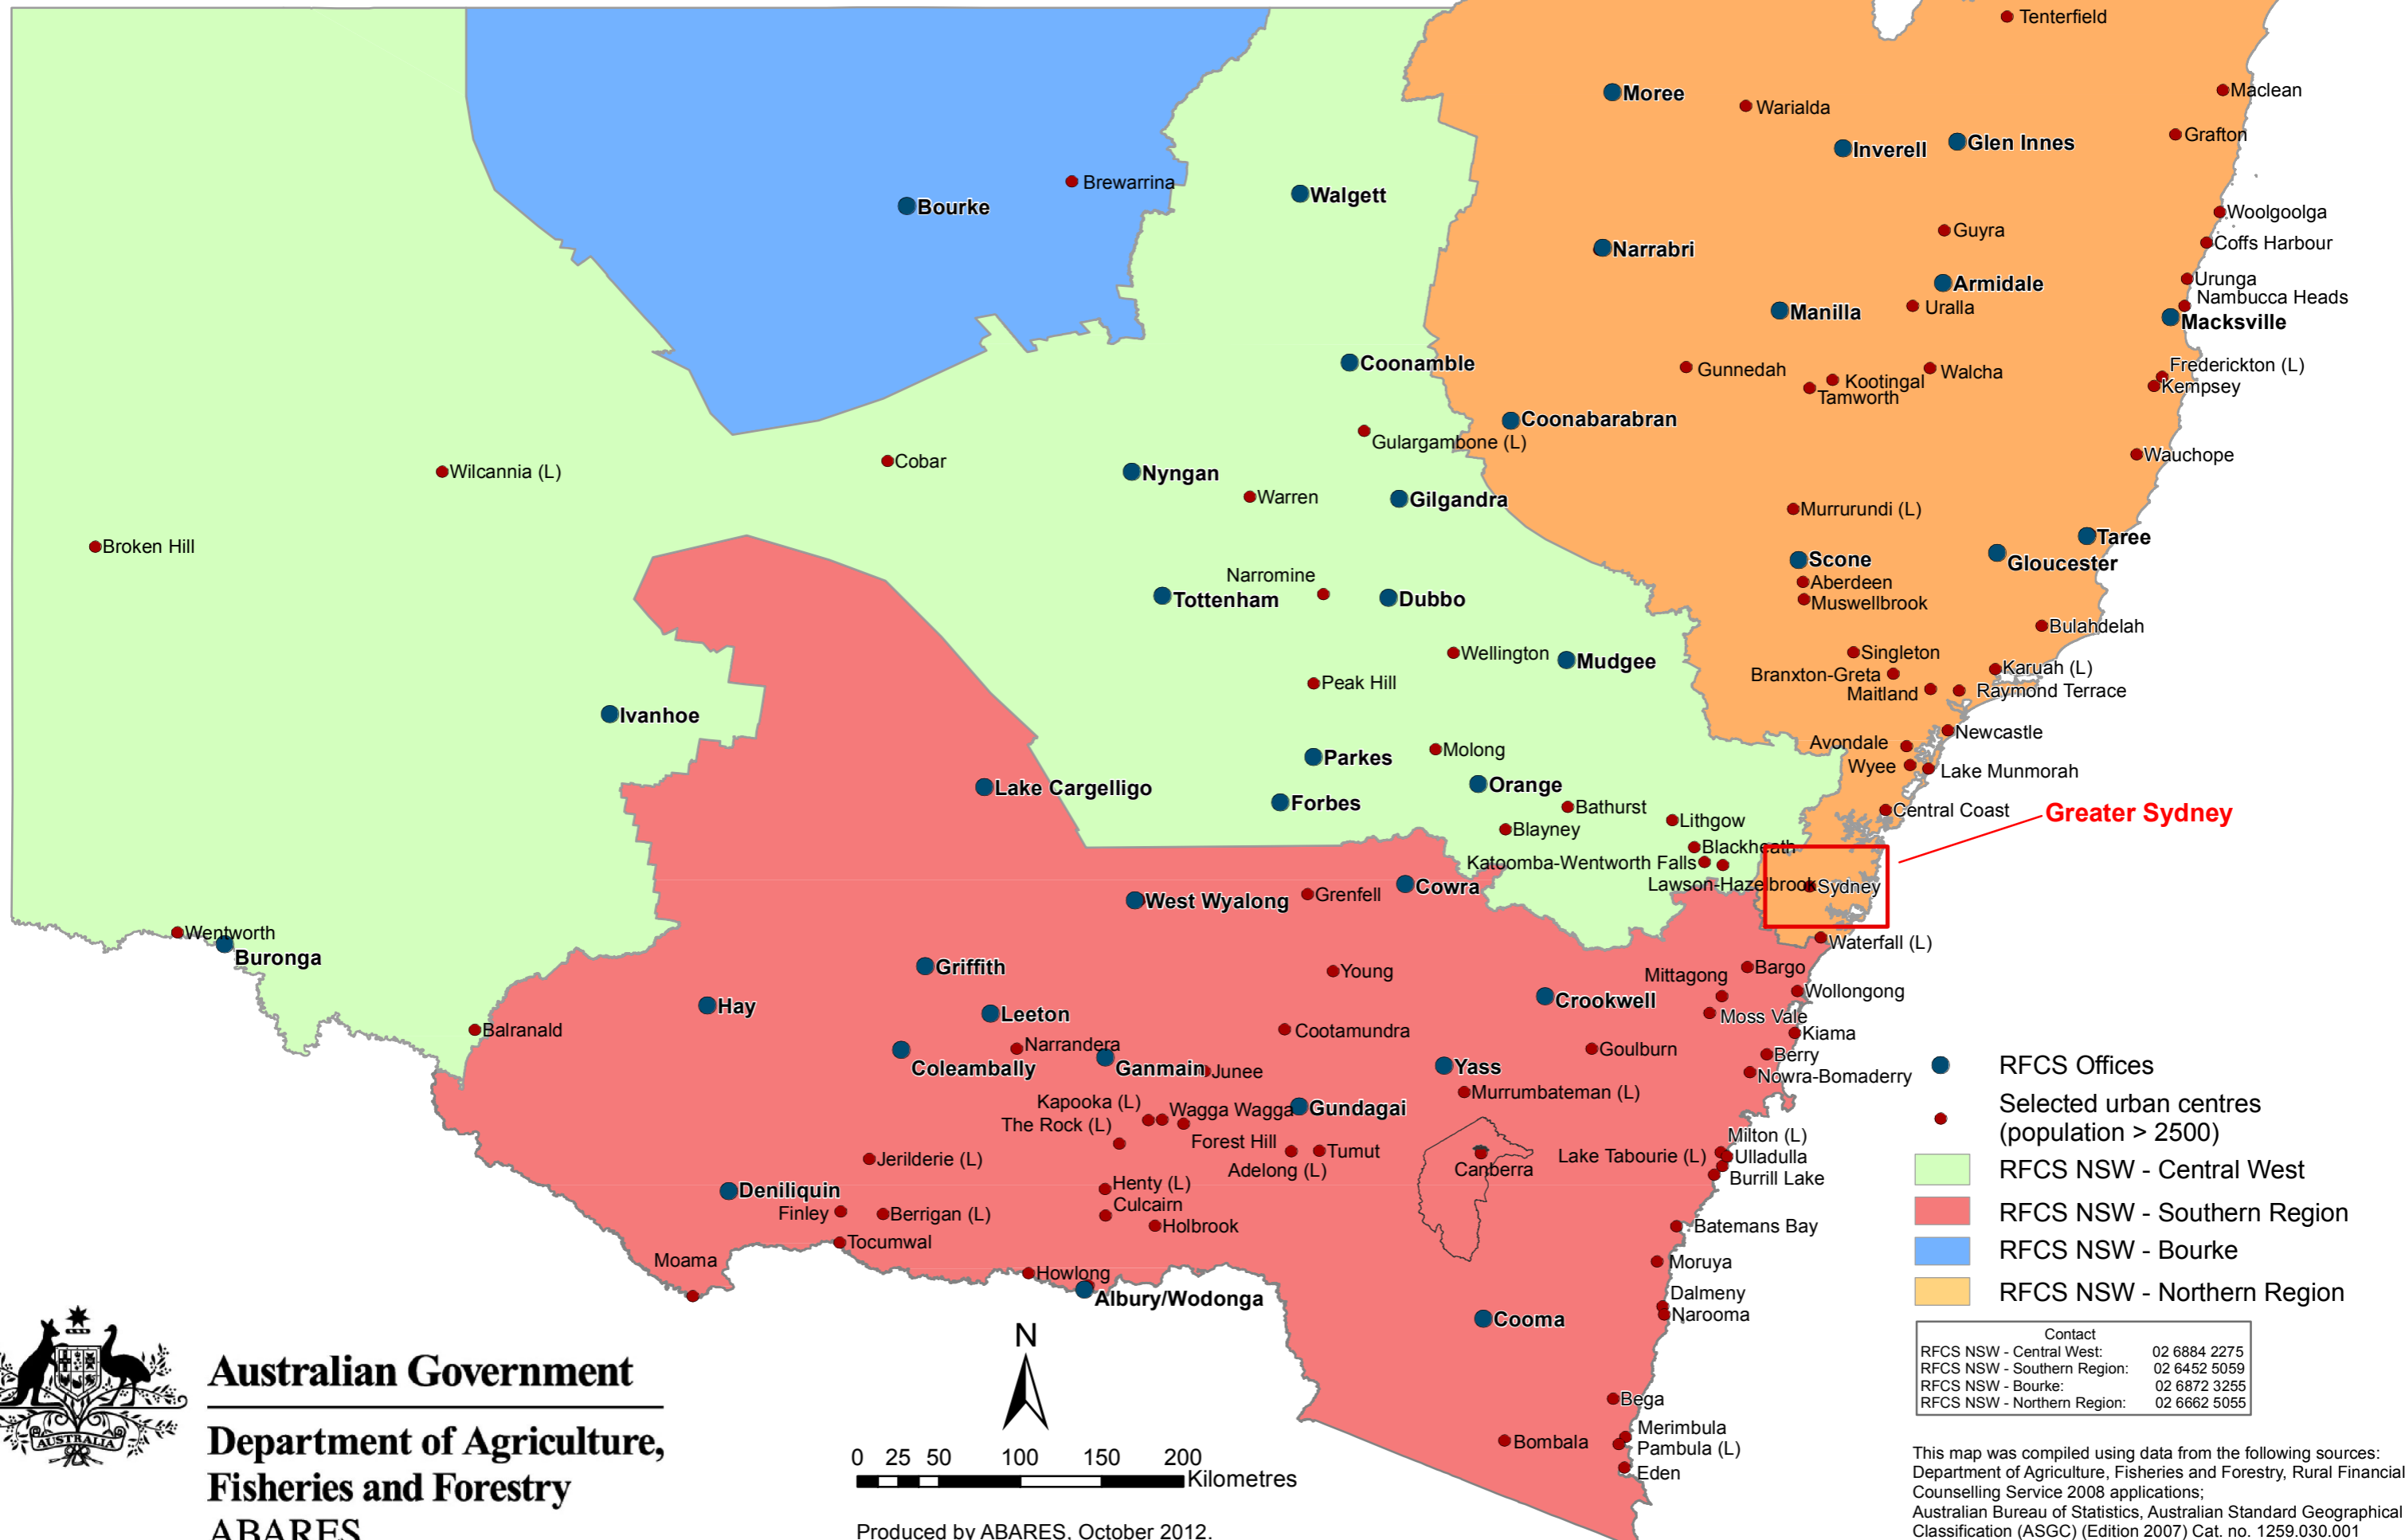 Tenterfield
Maclean
Moree
Warialda
Grafton
Inverell
Glen Innes
Brewarrina
Bourke
Walgett
Woolgoolga
Guyra
Coffs Harbour
Narrabri
Urunga
Armidale
Nambucca Heads
Manilla
Uralla
Macksville
Coonamble
Frederickton (L)
Gunnedah
Kootingal
Walcha
Kempsey
Tamworth
Coonabarabran
Gulargambone (L)
Wauchope
Cobar
Wilcannia (L)
Nyngan
Warren
Gilgandra
Murrurundi (L)
Taree
Broken Hill
Scone
Gloucester
Narromine
Aberdeen
Tottenham
Dubbo
Muswellbrook
Bulahdelah
Wellington
Mudgee
Singleton
Karuah (L)
Branxton-Greta
Peak Hill
Maitland
Raymond Terrace
Ivanhoe
Newcastle
Avondale
Molong
Parkes
Wyee
Lake Munmorah
Lake Cargelligo
Orange
Forbes
Bathurst
Central Coast
Greater Sydney
Lithgow
Blayney
Blackheath
Katoomba-Wentworth Falls
Lawson-Hazelbrook
Sydney
Cowra
Grenfell
West Wyalong
Wentworth
Waterfall (L)
Buronga
Griffith
Young
Mittagong
Bargo
Hay
Crookwell
Wollongong
Leeton
Moss Vale
Balranald
Cootamundra
Kiama
Narrandera
Goulburn
Berry
Coleambally
Ganmain
Junee
Yass
Nowra-Bomaderry
Murrumbateman (L)
Kapooka (L)
Wagga Wagga
Gundagai
The Rock (L)
Forest Hill
Milton (L)
Tumut
Lake Tabourie (L)
Ulladulla
Jerilderie (L)
Adelong (L)
Canberra
Burrill Lake
Deniliquin
Henty (L)
Culcairn
Finley
Berrigan (L)
Holbrook
Batemans Bay
Tocumwal
Moama
Moruya
Howlong
Albury/Wodonga
Dalmeny
Narooma
Cooma
Bega
Merimbula
Bombala
Pambula (L)
Eden
RFCS Offices
Selected urban centres
(population > 2500)
RFCS NSW - Central West
RFCS NSW - Southern Region
RFCS NSW - Bourke
RFCS NSW - Northern Region
Contact
RFCS NSW - Central West: 02 6884 2275
RFCS NSW - Southern Region: 02 6452 5059
RFCS NSW - Bourke: 02 6872 3255
RFCS NSW - Northern Region: 02 6662 5055
This map was compiled using data from the following sources:
Department of Agriculture, Fisheries and Forestry, Rural Financial
Counselling Service 2008 applications;
Australian Bureau of Statistics, Australian Standard Geographical
Classification (ASGC) (Edition 2007) Cat. no. 1259.030.001
AUSTRALIA
Australian Government
Department of Agriculture,
Fisheries and Forestry
ABARES
N
0 25 50 100 150 200
Kilometres
Produced by ABARES, October 2012.